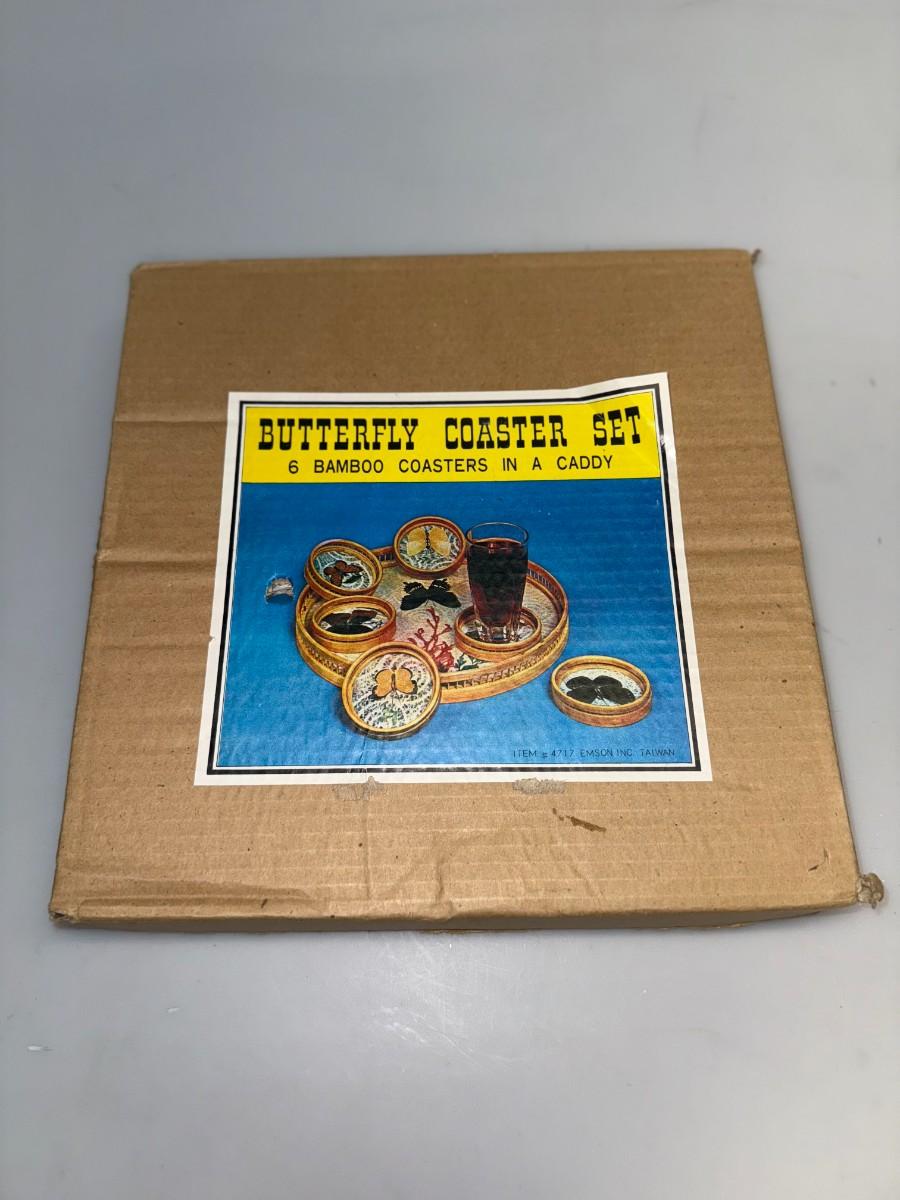 BUTTERFLY COASTER SET
6 BAMBOO COASTERS IN A CADDY
ITEM # 4717 EMSON INC. TAIWAN